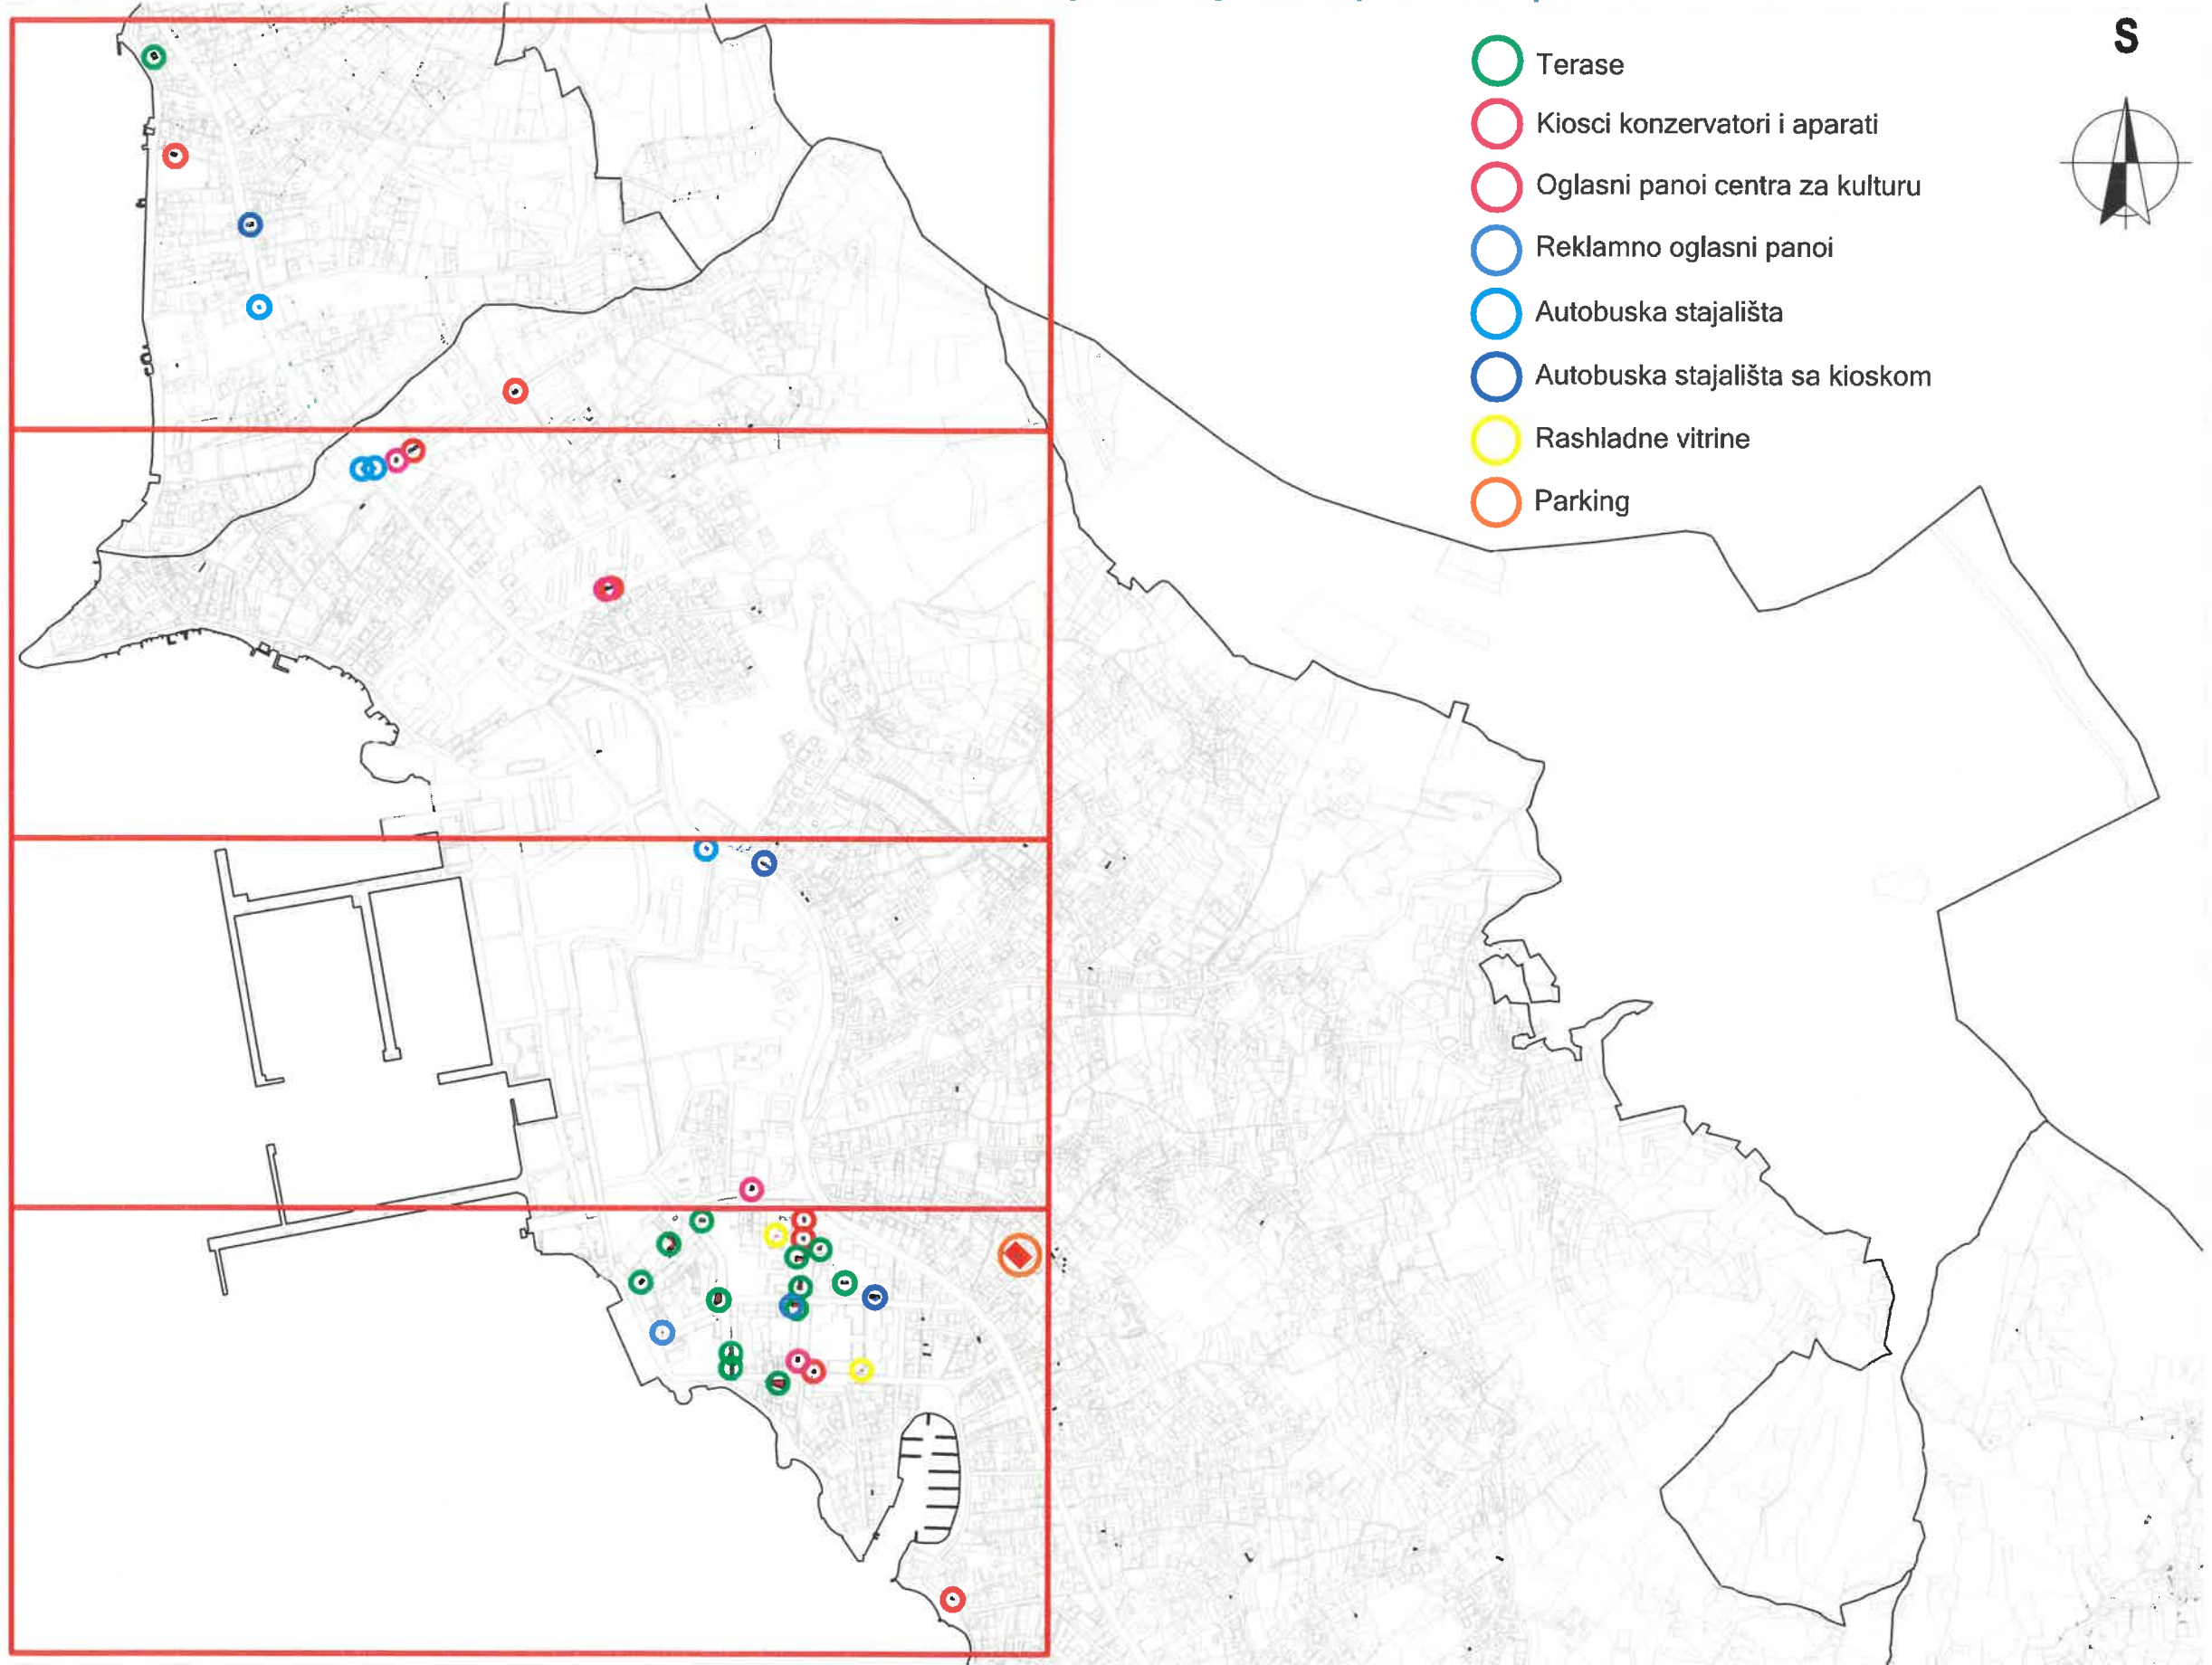 S
Terase
Kiosci konzervatori i aparati
Oglasni panoi centra za kulturu
Reklamno oglasni panoi
Autobuska stajališta
Autobuska stajališta sa kioskom
Rashladne vitrine
Parking